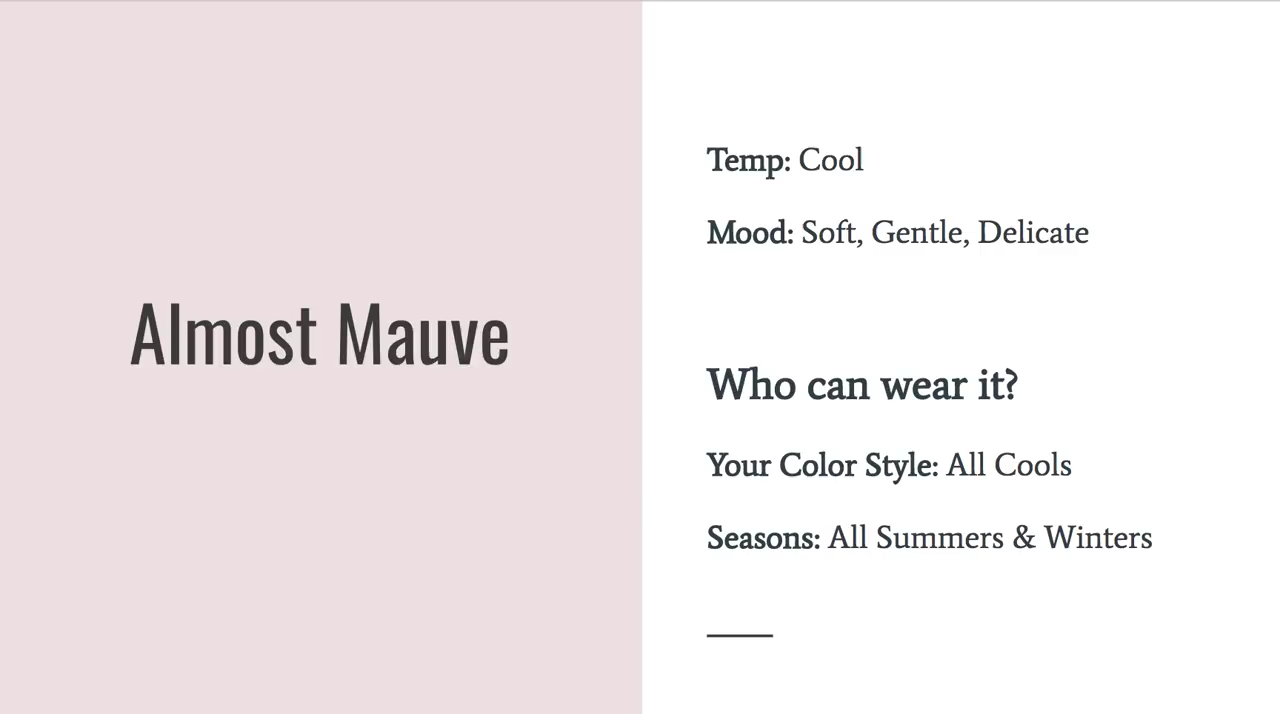 Almost Mauve
Temp: Cool
Mood: Soft, Gentle, Delicate
Who can wear it?
Your Color Style: All Cools
Seasons: All Summers & Winters